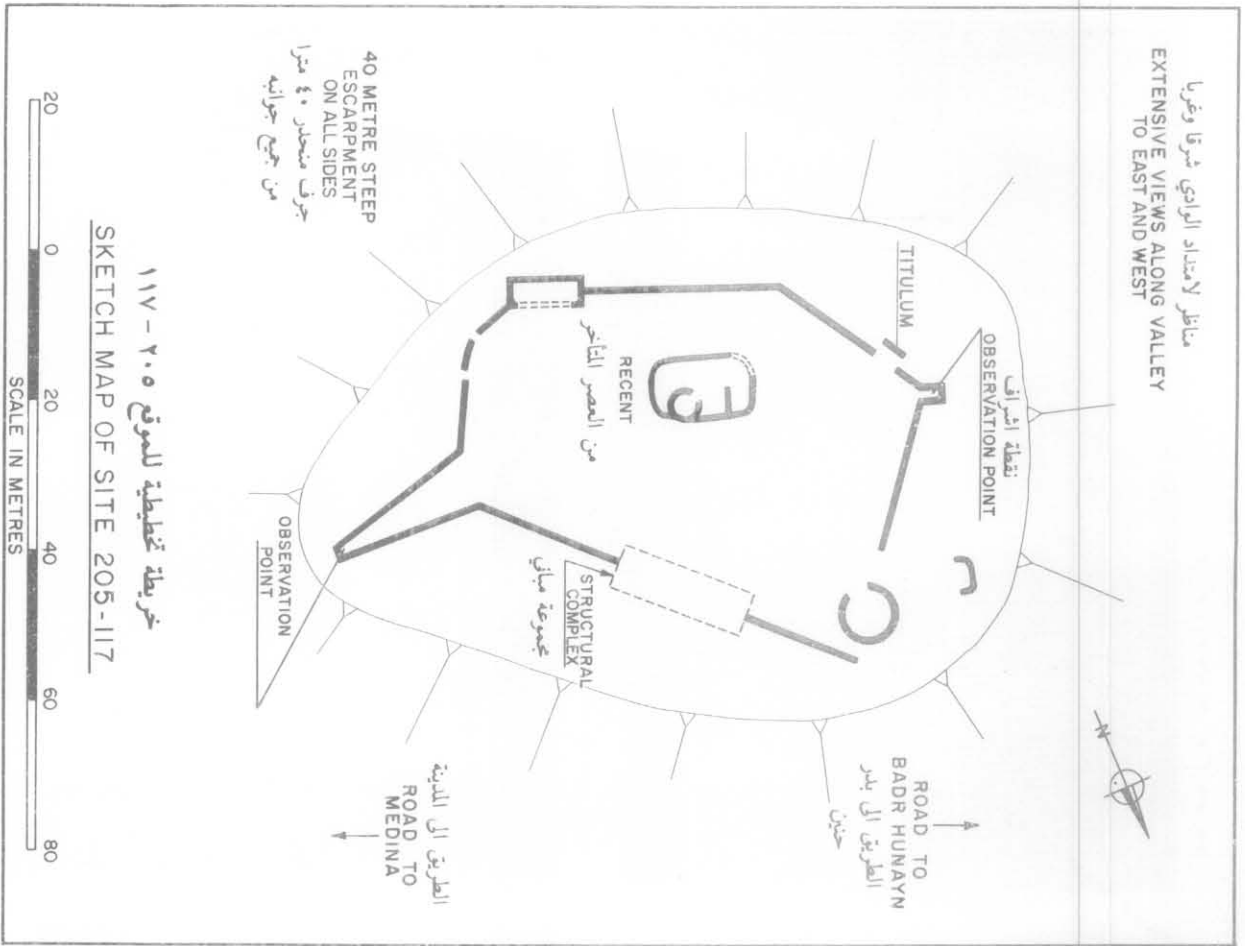 مناظر لامتداد الوادي شرقا وغربا
EXTENSIVE VIEWS ALONG VALLEY
TO EAST AND WEST
نقطة اشراف
OBSERVATION POINT
TITULUM
RECENT
من العصر المتأخر
STRUCTURAL
COMPLEX
مجموعة مباني
ROAD TO
BADR HUNAYN
الطريق الى بدر
حنين
N
40 METRE STEEP
ESCARPMENT
ON ALL SIDES
جرف منحدر ٤٠ مترا
من جميع جوانبه
OBSERVATION
POINT
الطريق الى المدينة
ROAD TO
MEDINA
خريطة تخطيطية للموقع ٢٠٥ - ١١٧
SKETCH MAP OF SITE 205-117
20 0 20 40 60 80
SCALE IN METRES